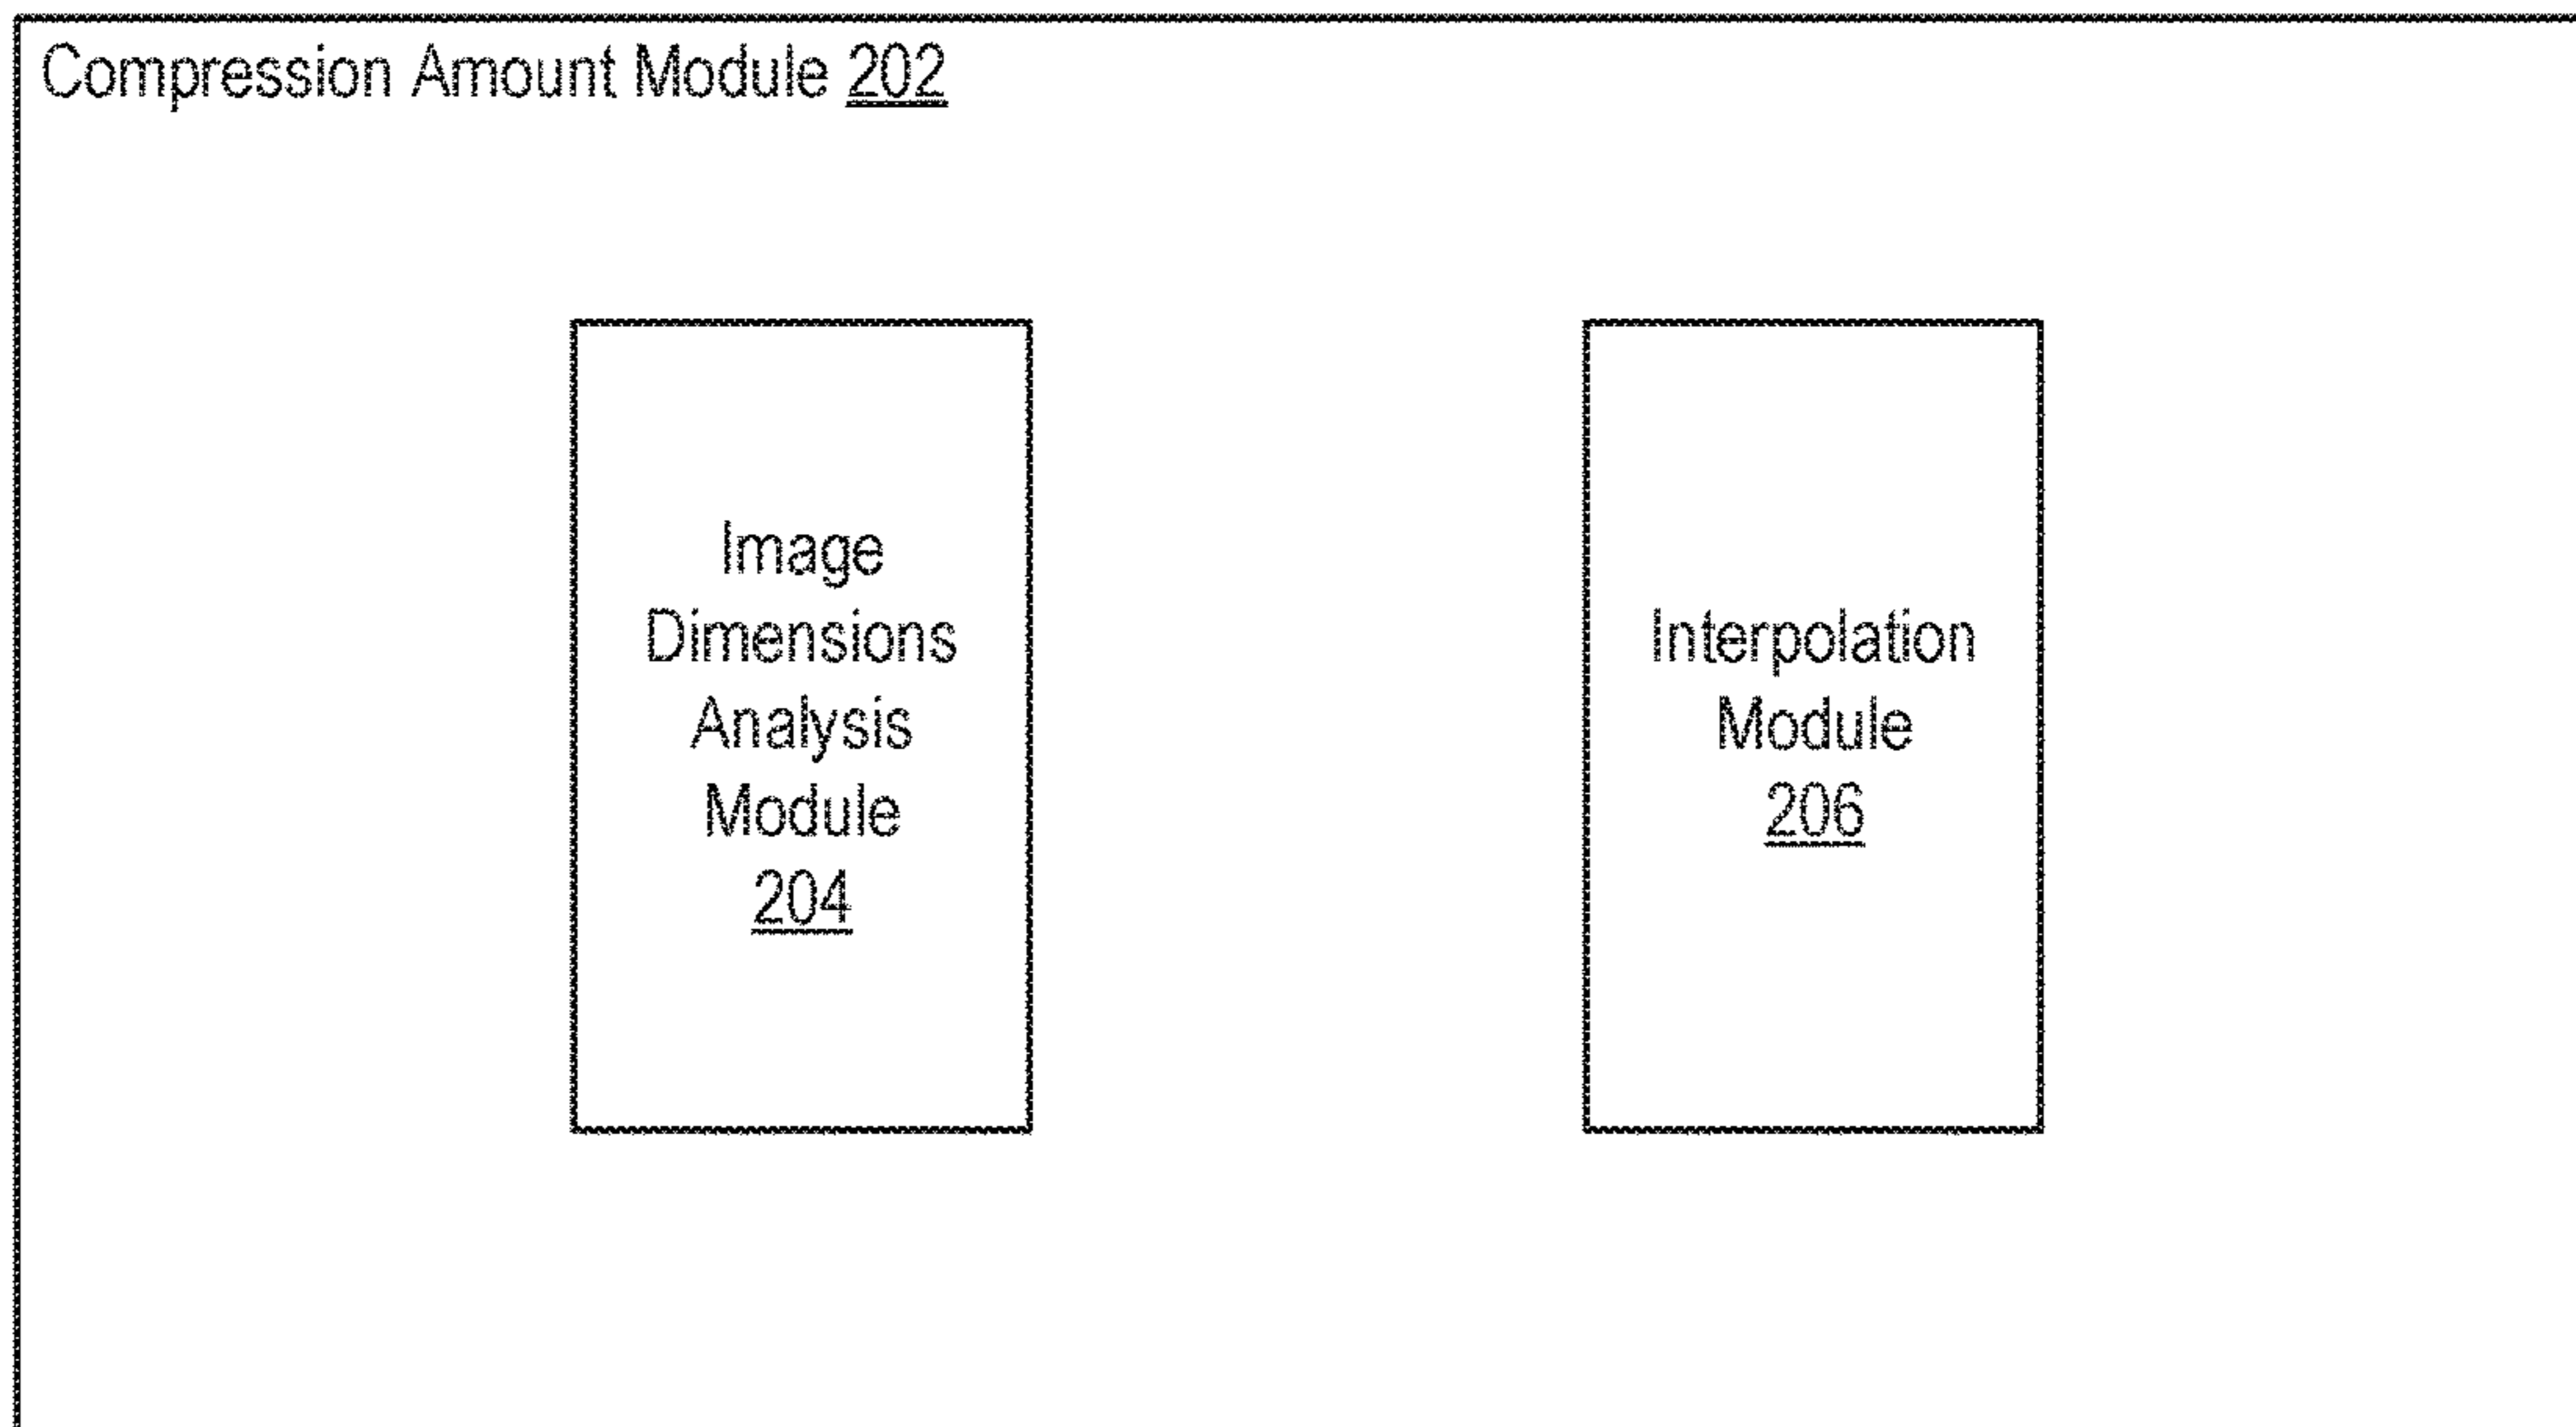 Compression Amount Module 202
Image
Dimensions
Analysis
Module
204
Interpolation
Module
206